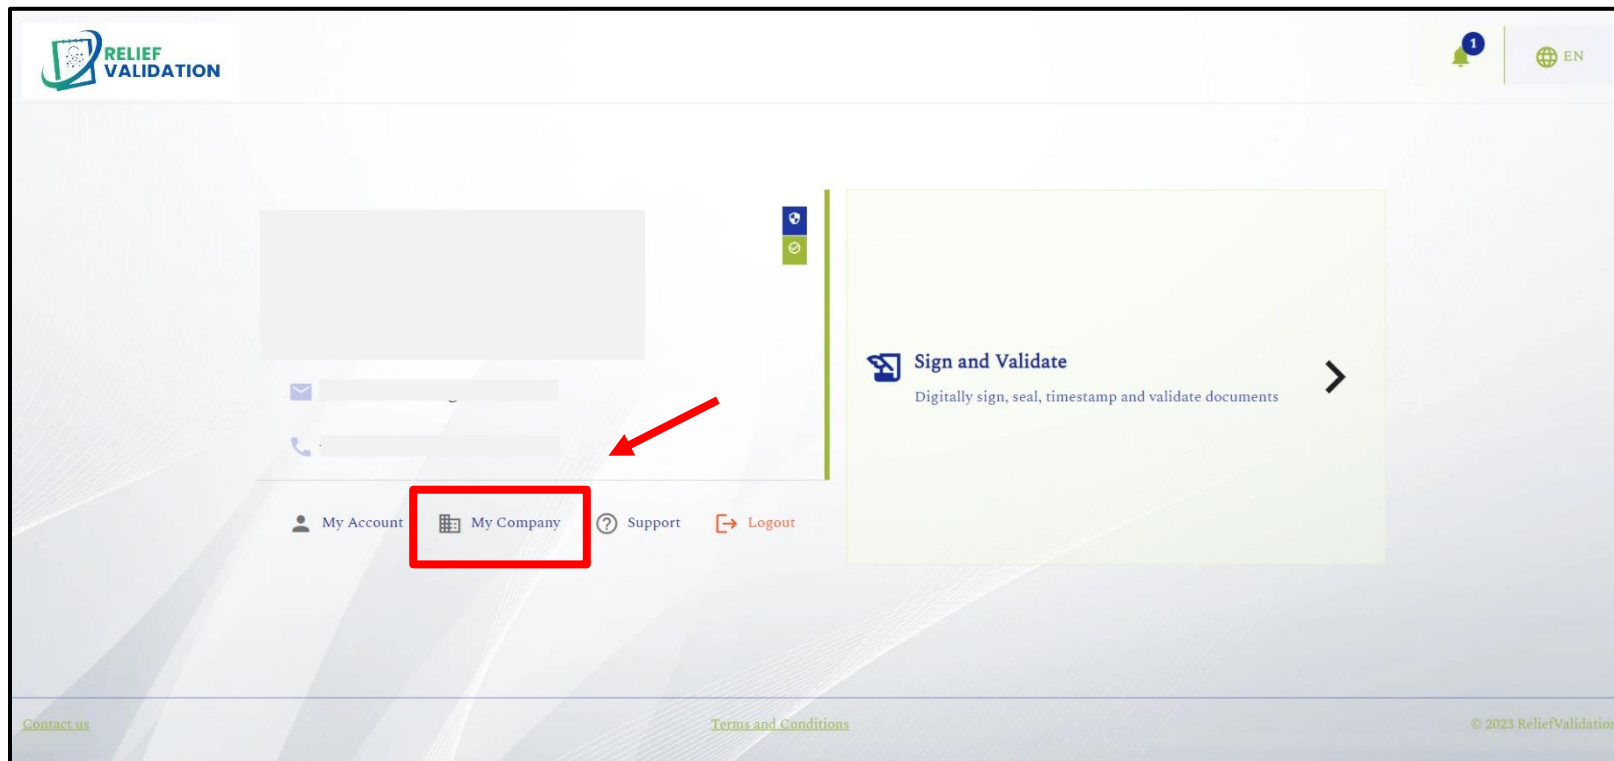 RELIEF
VALIDATION
1
EN
Sign and Validate
Digitally sign, seal, timestamp and validate documents
My Account
My Company
Support
Logout
Contact us
Terms and Conditions
© 2023 ReliefValidation